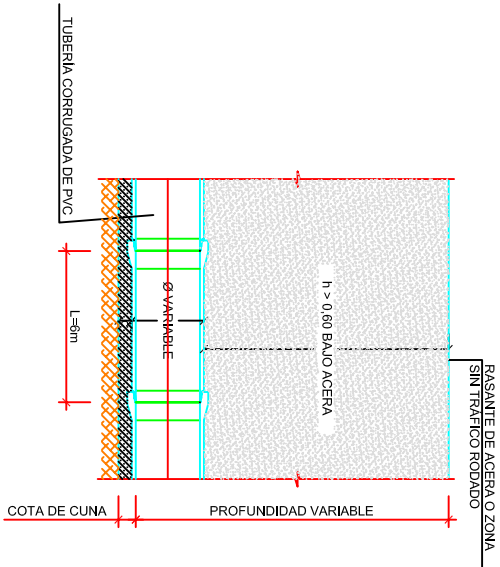 RASANTE DE ACERA O ZONA
SIN TRAFICO RODADO
TUBERÍA CORRUGADA DE PVC
h > 0,60 BAJO ACERA
Ø VARIABLE
L=6m
COTA DE CUNA
PROFUNDIDAD VARIABLE